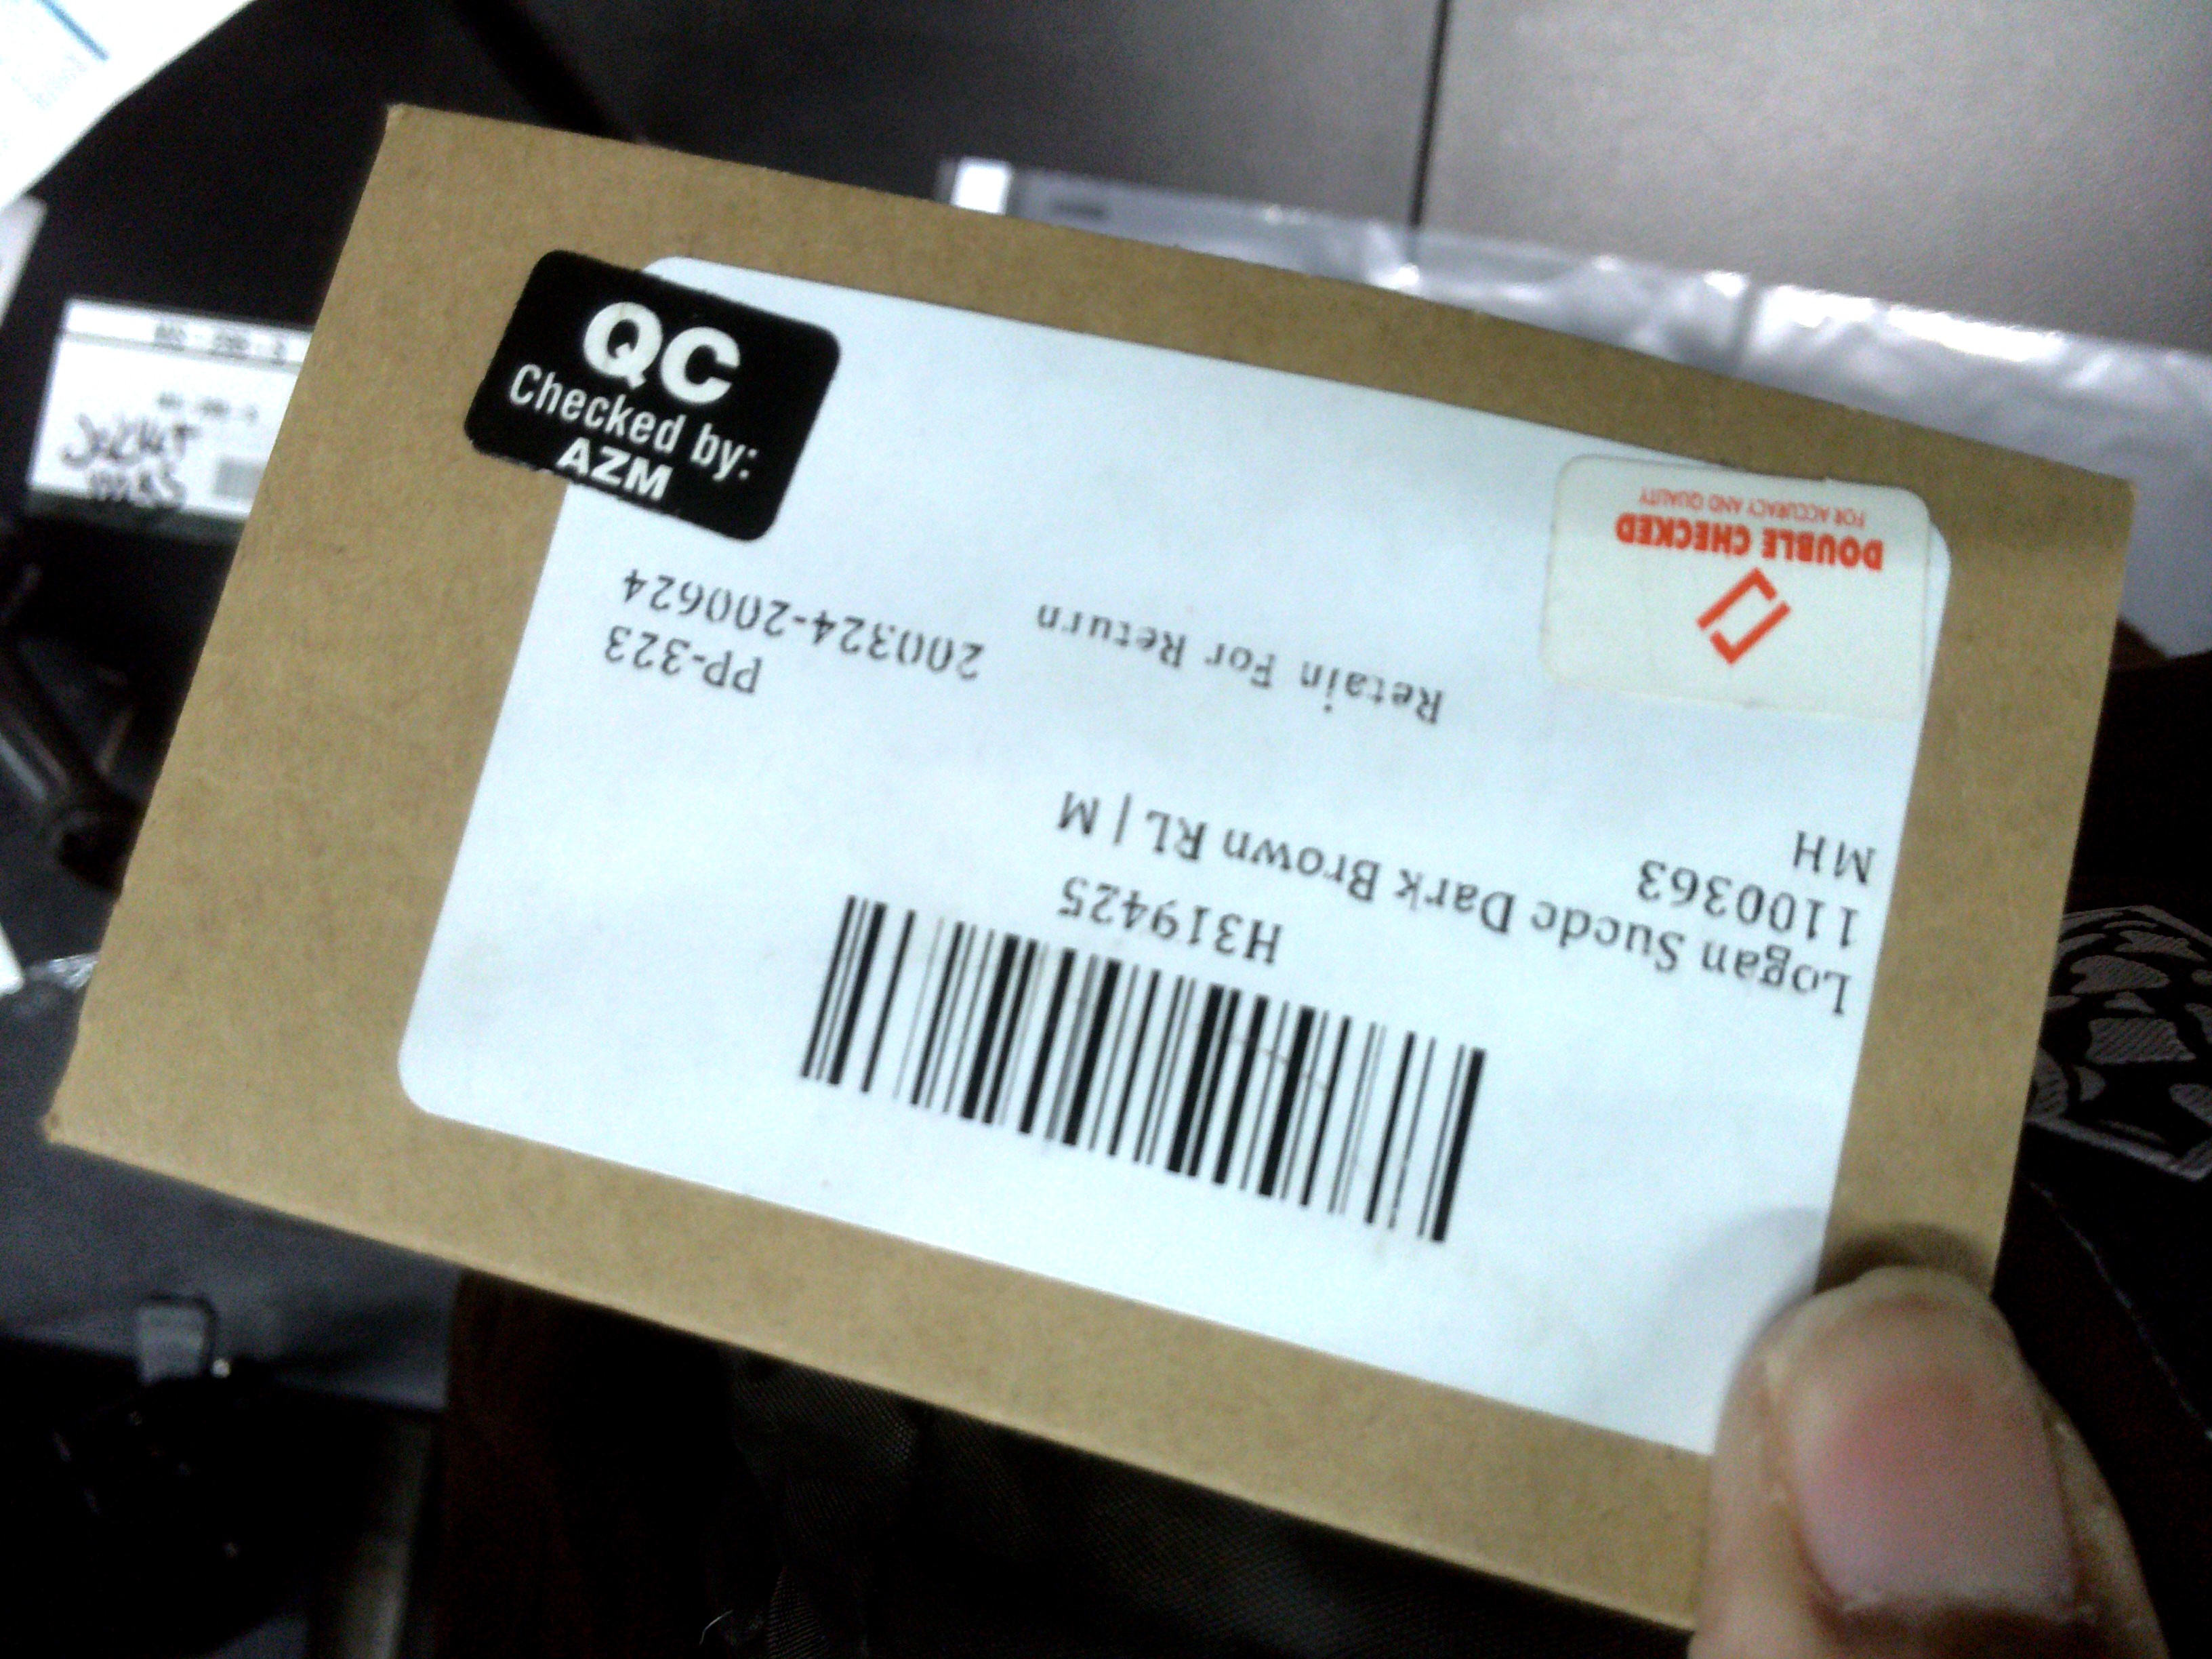 QC
Checked by:
AZM
H319425
Logan Suede Dark Brown RL | M
1100363
MH
Retain For Return
PP-323
200324-200624
DOUBLE CHECKED
FOR ACCURACY AND QUALITY